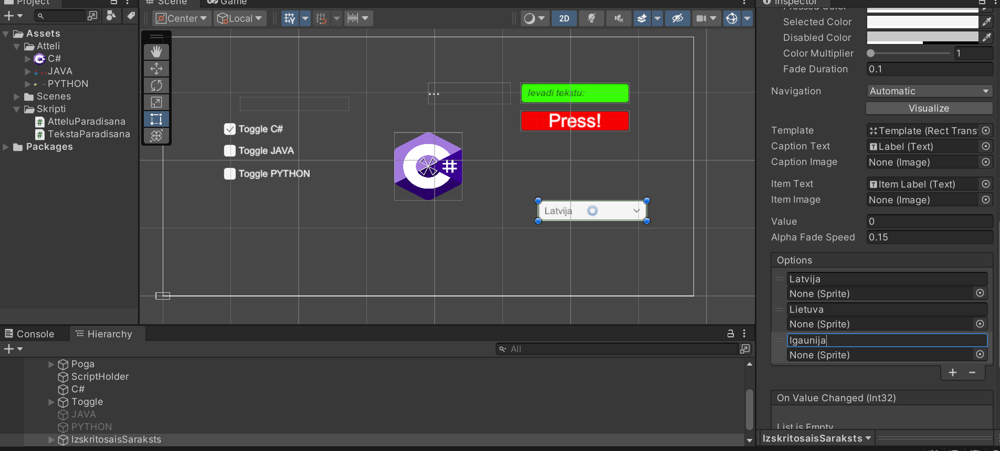 Project
Assets
Atteli
C#
JAVA
PYTHON
Scenes
Skripti
AtteluParadisana
TekstaParadisana
Packages
Scene
Game
Center
Local
2D
Toggle C#
Toggle JAVA
Toggle PYTHON
...
Ievadi tekstu:
Press!
#
Latvija
Console
Hierarchy
All
Poga
ScriptHolder
C#
Toggle
JAVA
PYTHON
IzskritosaisSaraksts
Inspector
Pressed Color
Selected Color
Disabled Color
Color Multiplier 1
Fade Duration 0.1
Navigation Automatic
Visualize
Template Template (Rect Trans
Caption Text Label (Text)
Caption Image None (Image)
Item Text Item Label (Text)
Item Image None (Image)
Value 0
Alpha Fade Speed 0.15
Options
Latvija
None (Sprite)
Lietuva
None (Sprite)
Igaunija
None (Sprite)
+ −
On Value Changed (Int32)
List is Empty
IzskritosaisSaraksts